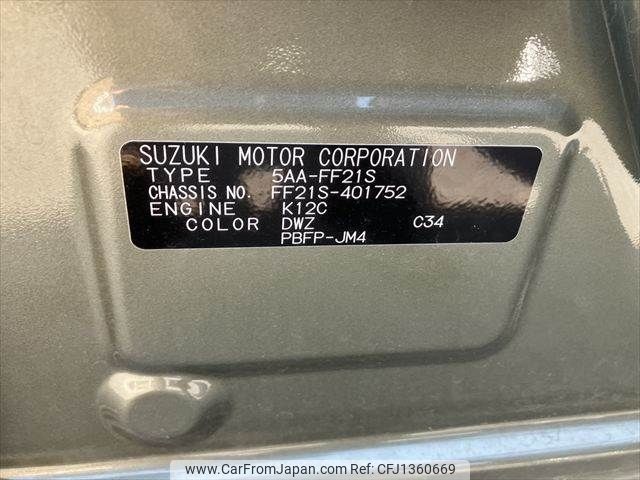 SUZUKI MOTOR CORPORATION
TYPE 5AA-FF21S
CHASSIS NO. FF21S-401752
ENGINE K12C
COLOR DWZ C34
PBFP-JM4
www.CarFromJapan.com | CFJ1360669